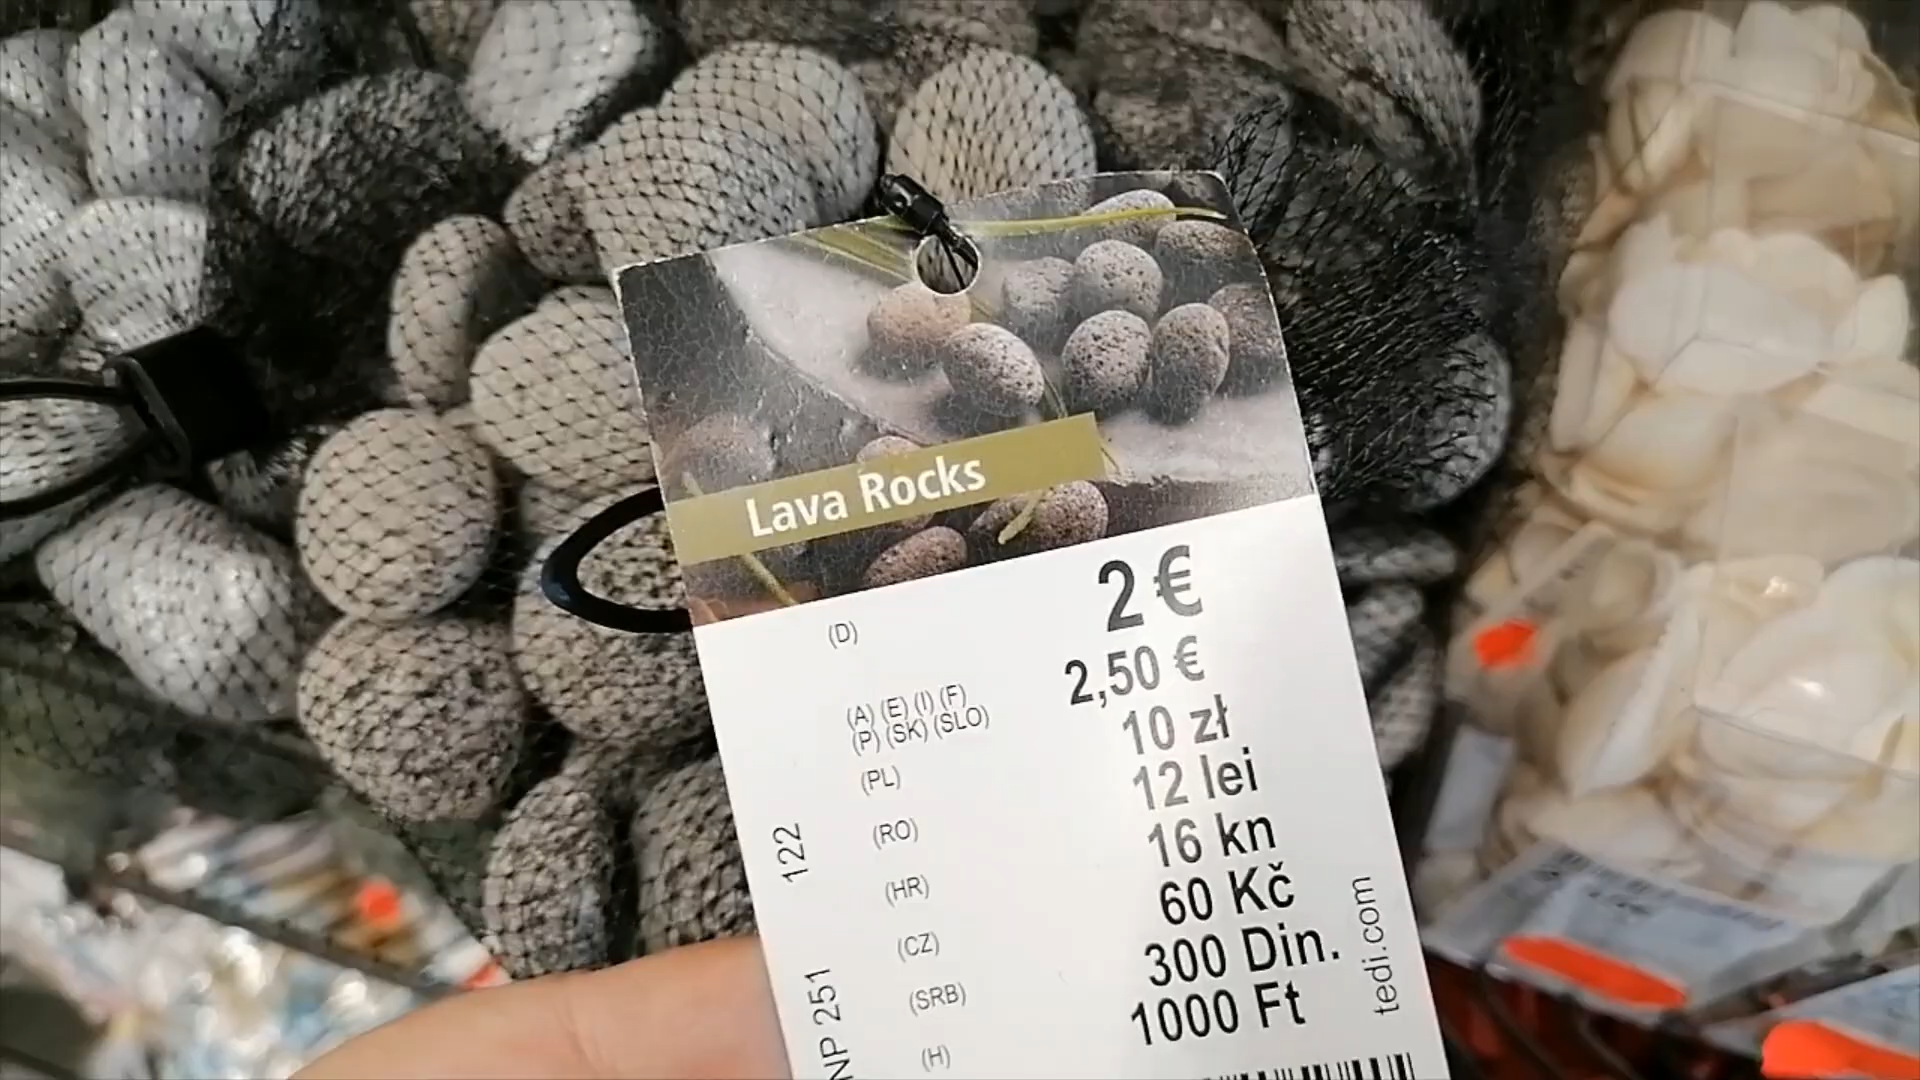 Lava Rocks
(D) 2 €
(A) (E) (I) (F)
(P) (SK) (SLO) 2,50 €
(PL) 10 zł
(RO) 12 lei
(HR) 16 kn
(CZ) 60 Kč
(SRB) 300 Din.
(H) 1000 Ft
122
NP 251
tedi.com